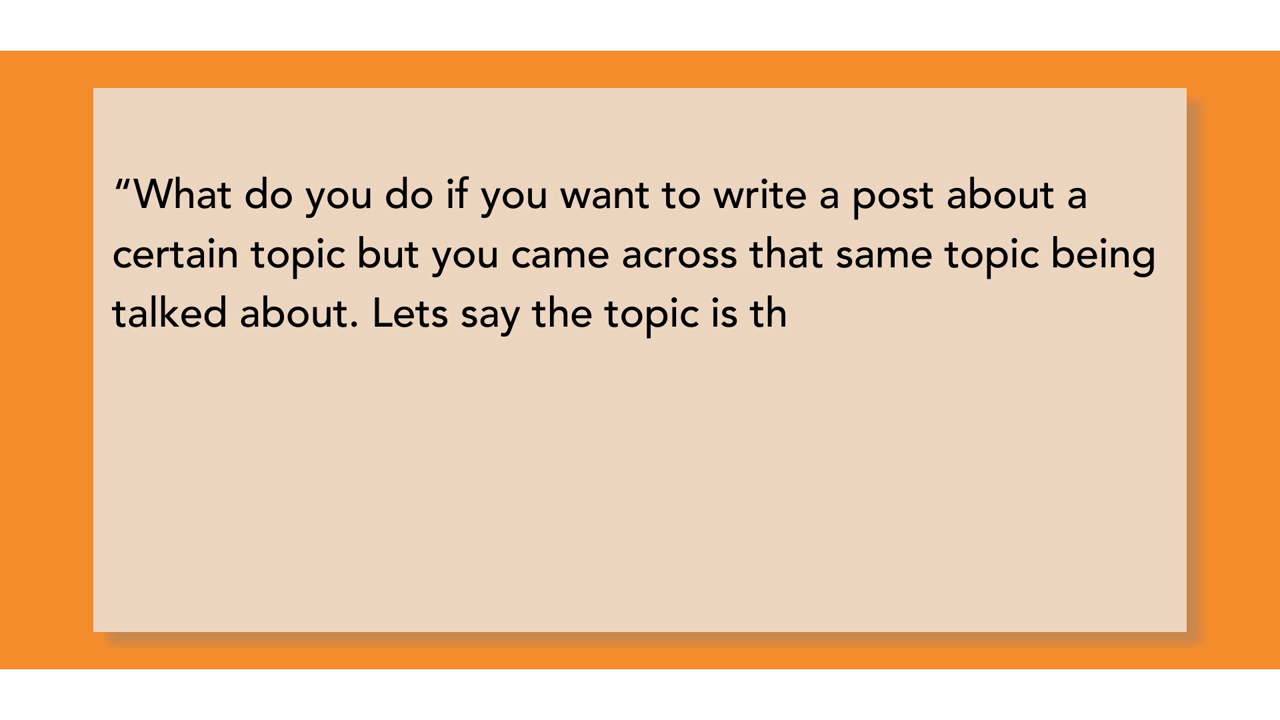 “What do you do if you want to write a post about a
certain topic but you came across that same topic being
talked about. Lets say the topic is th